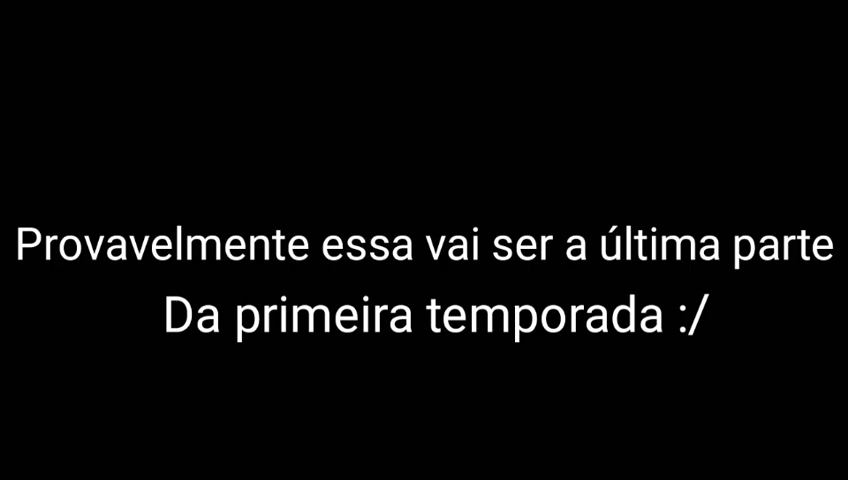 Provavelmente essa vai ser a última parte
Da primeira temporada :/